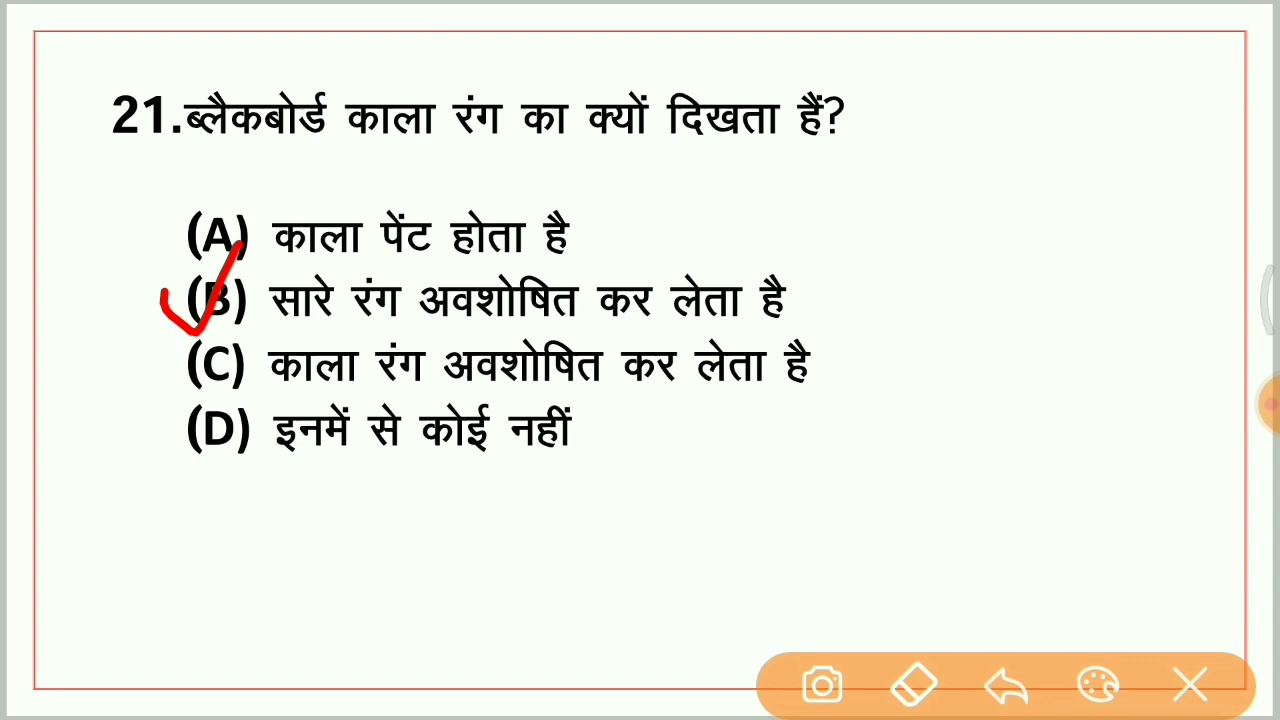 21.ब्लैकबोर्ड काला रंग का क्यों दिखता हैं?
(A) काला पेंट होता है
(B) सारे रंग अवशोषित कर लेता है
(C) काला रंग अवशोषित कर लेता है
(D) इनमें से कोई नहीं